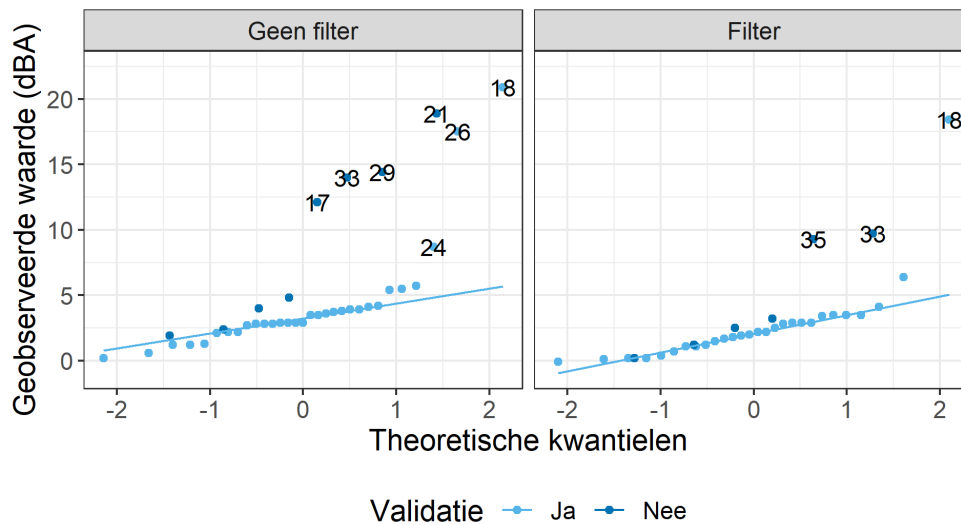 Geen filter
Filter
Geobserveerde waarde (dBA)
20
15
10
5
0
18
21
26
33
29
17
24
18
35
33
-2 -1 0 1 2
-2 -1 0 1 2
Theoretische kwantielen
Validatie Ja Nee